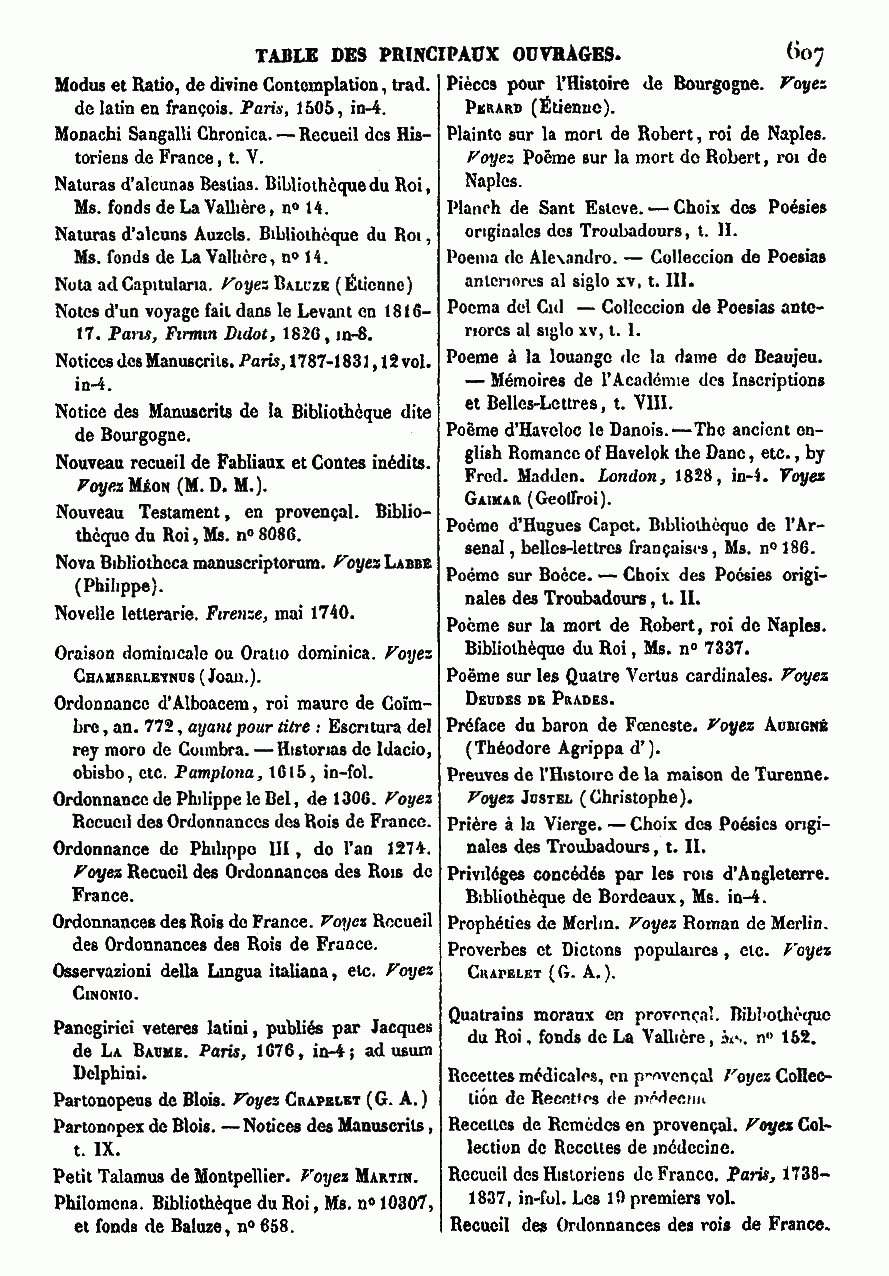 TABLE DES PRINCIPAUX OUVRAGES. 607
Modus et Ratio, de divine Contemplation, trad.
de latin en françois. Paris, 1505, in-4.
Monachi Sangalli Chronica. — Recueil des His-
toriens de France, t. V.
Naturas d'alcunas Bestias. Bibliothèque du Roi,
Ms. fonds de La Vallière, nº 14.
Naturas d'alcuns Auzels. Bibliothèque du Roi,
Ms. fonds de La Vallière, nº 14.
Nota ad Capitularia. Voyez BALUZE (Étienne)
Notes d'un voyage fait dans le Levant en 1816-
17. Paris, Firmin Didot, 1826, in-8.
Notices des Manuscrits. Paris, 1787-1831, 12 vol.
in-4.
Notice des Manuscrits de la Bibliothèque dite
de Bourgogne.
Nouveau recueil de Fabliaux et Contes inédits.
Voyez MÉON (M. D. M.).
Nouveau Testament, en provençal. Biblio-
thèque du Roi, Ms. nº 8086.
Nova Bibliotheca manuscriptorum. Voyez LABBE
(Philippe).
Novelle letterarie. Firenze, mai 1740.
Oraison dominicale ou Oratio dominica. Voyez
CHAMBERLEYNUS (Joan.).
Ordonnance d'Alboacem, roi maure de Coïm-
bre, an. 772, ayant pour titre : Escritura del
rey moro de Coimbra. — Historias de Idacio,
obisbo, etc. Pamplona, 1615, in-fol.
Ordonnance de Philippe le Bel, de 1306. Voyez
Recueil des Ordonnances des Rois de France.
Ordonnance de Philippe III, de l'an 1274.
Voyez Recueil des Ordonnances des Rois de
France.
Ordonnances des Rois de France. Voyez Recueil
des Ordonnances des Rois de France.
Osservazioni della Lingua italiana, etc. Voyez
CINONIO.
Panegirici veteres latini, publiés par Jacques
de LA BAUME. Paris, 1676, in-4; ad usum
Delphini.
Partonopeus de Blois. Voyez CRAPELET (G. A.)
Partonopex de Blois. — Notices des Manuscrits,
t. IX.
Petit Talamus de Montpellier. Voyez MARTIN.
Philomena. Bibliothèque du Roi, Ms. nº 10307,
et fonds de Baluze, nº 658.
Pièces pour l'Histoire de Bourgogne. Voyez
PERARD (Étienne).
Plainte sur la mort de Robert, roi de Naples.
Voyez Poëme sur la mort de Robert, roi de
Naples.
Planch de Sant Esteve. — Choix des Poésies
originales des Troubadours, t. II.
Poema de Alexandro. — Colleccion de Poesias
anteriores al siglo XV, t. III.
Poema del Cid — Colleccion de Poesias ante-
riores al siglo XV, t. I.
Poeme à la louange de la dame de Beaujeu.
— Mémoires de l'Académie des Inscriptions
et Belles-Lettres, t. VIII.
Poëme d'Haveloc le Danois. — The ancient en-
glish Romance of Havelok the Dane, etc., by
Fred. Madden. London, 1828, in-4. Voyez
GAIMAR (Geoffroi).
Poéme d'Hugues Capet. Bibliothèque de l'Ar-
senal, belles-lettres françaises, Ms. nº 186.
Poéme sur Boèce. — Choix des Poésies origi-
nales des Troubadours, t. II.
Poème sur la mort de Robert, roi de Naples.
Bibliothèque du Roi, Ms. nº 7337.
Poëme sur les Quatre Vertus cardinales. Voyez
DEUDES DE PRADES.
Préface du baron de Fœneste. Voyez AUBIGNÉ
(Théodore Agrippa d').
Preuves de l'Histoire de la maison de Turenne.
Voyez JUSTEL (Christophe).
Prière à la Vierge. — Choix des Poésies origi-
nales des Troubadours, t. II.
Priviléges concédés par les rois d'Angleterre.
Bibliothèque de Bordeaux, Ms. in-4.
Prophéties de Merlin. Voyez Roman de Merlin.
Proverbes et Dictons populaires, etc. Voyez
CRAPELET (G. A.).
Quatrains moraux en provençal. Bibliothèque
du Roi, fonds de La Vallière, Ms. nº 152.
Recettes médicales, en provençal Voyez Collec-
tion de Recettes de médecine
Recettes de Remèdes en provençal. Voyez Col-
lection de Recettes de médecine.
Recueil des Historiens de France. Paris, 1738-
1837, in-fol. Les 19 premiers vol.
Recueil des Ordonnances des rois de France.